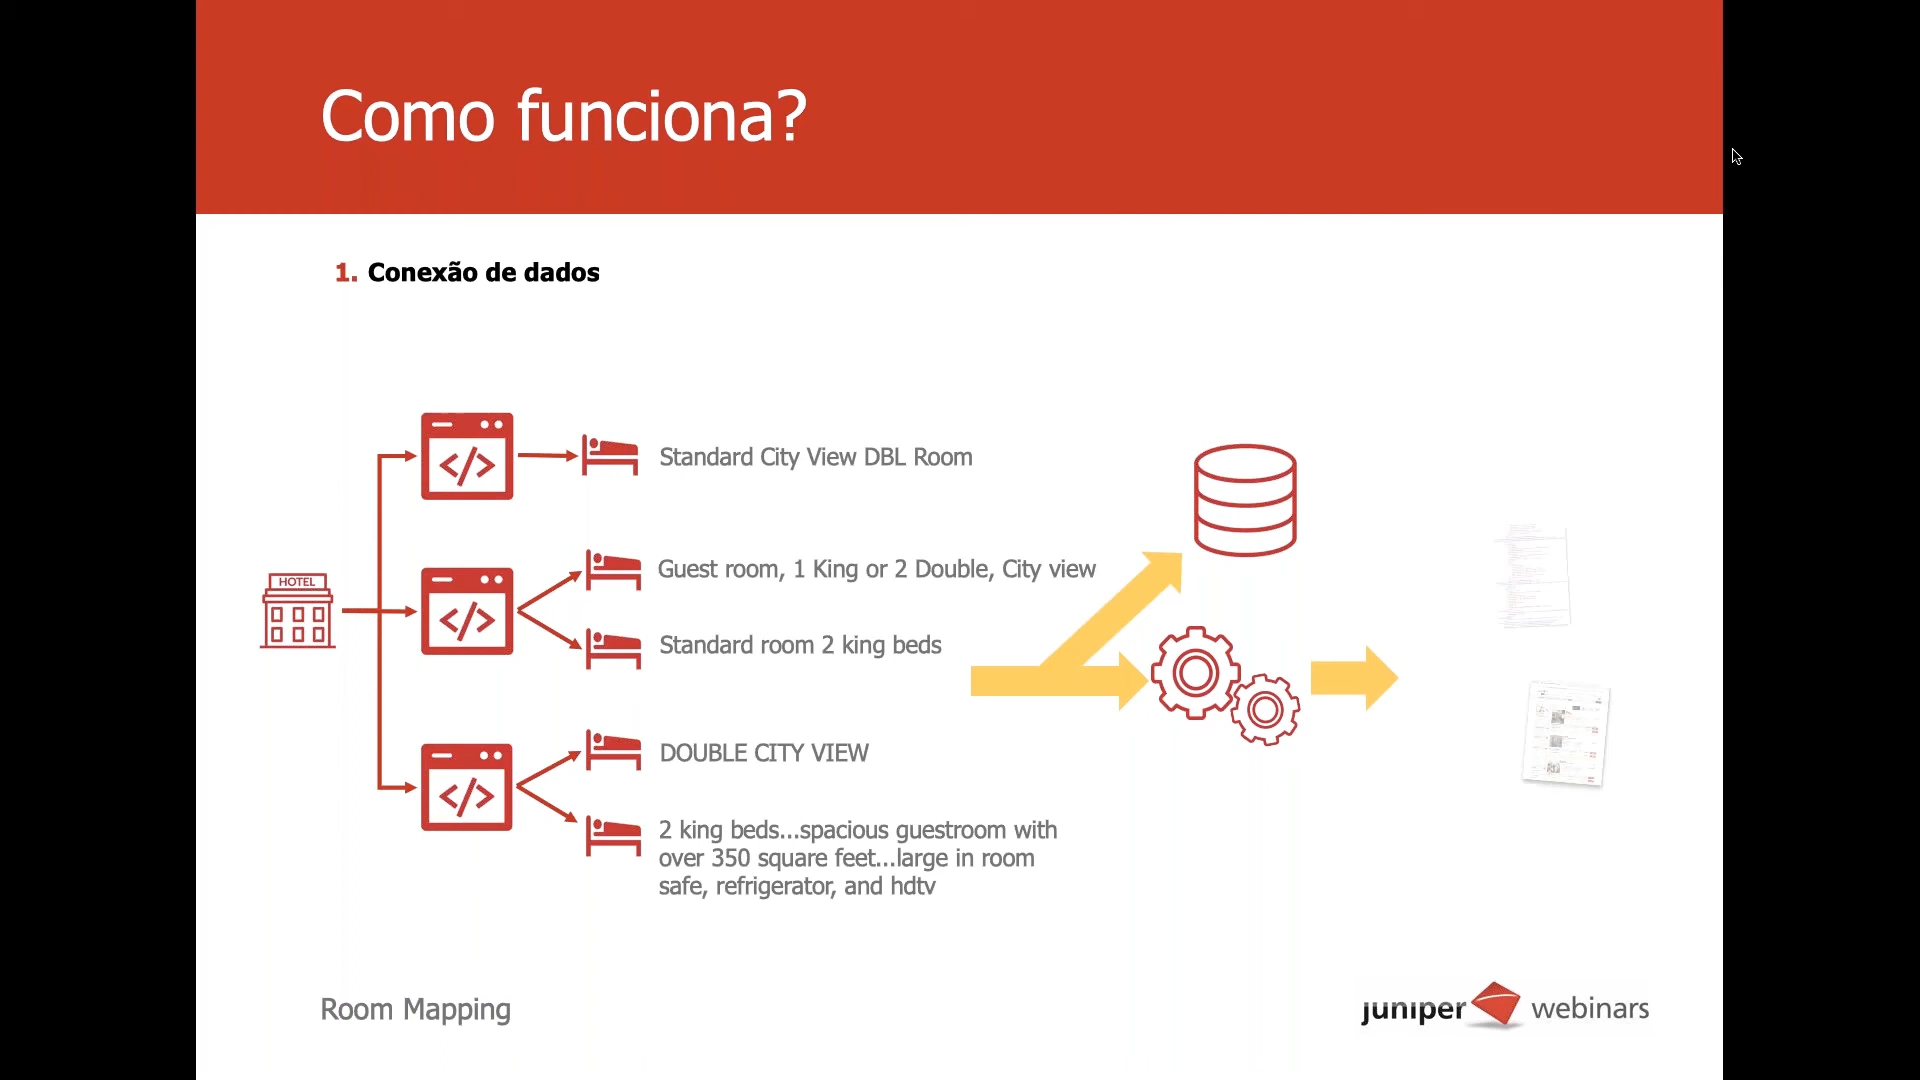 Como funciona?
1. Conexão de dados
</>
Standard City View DBL Room
HOTEL
</>
Guest room, 1 King or 2 Double, City view
Standard room 2 king beds
</>
DOUBLE CITY VIEW
2 king beds...spacious guestroom with
over 350 square feet...large in room
safe, refrigerator, and hdtv
Room Mapping
juniper webinars